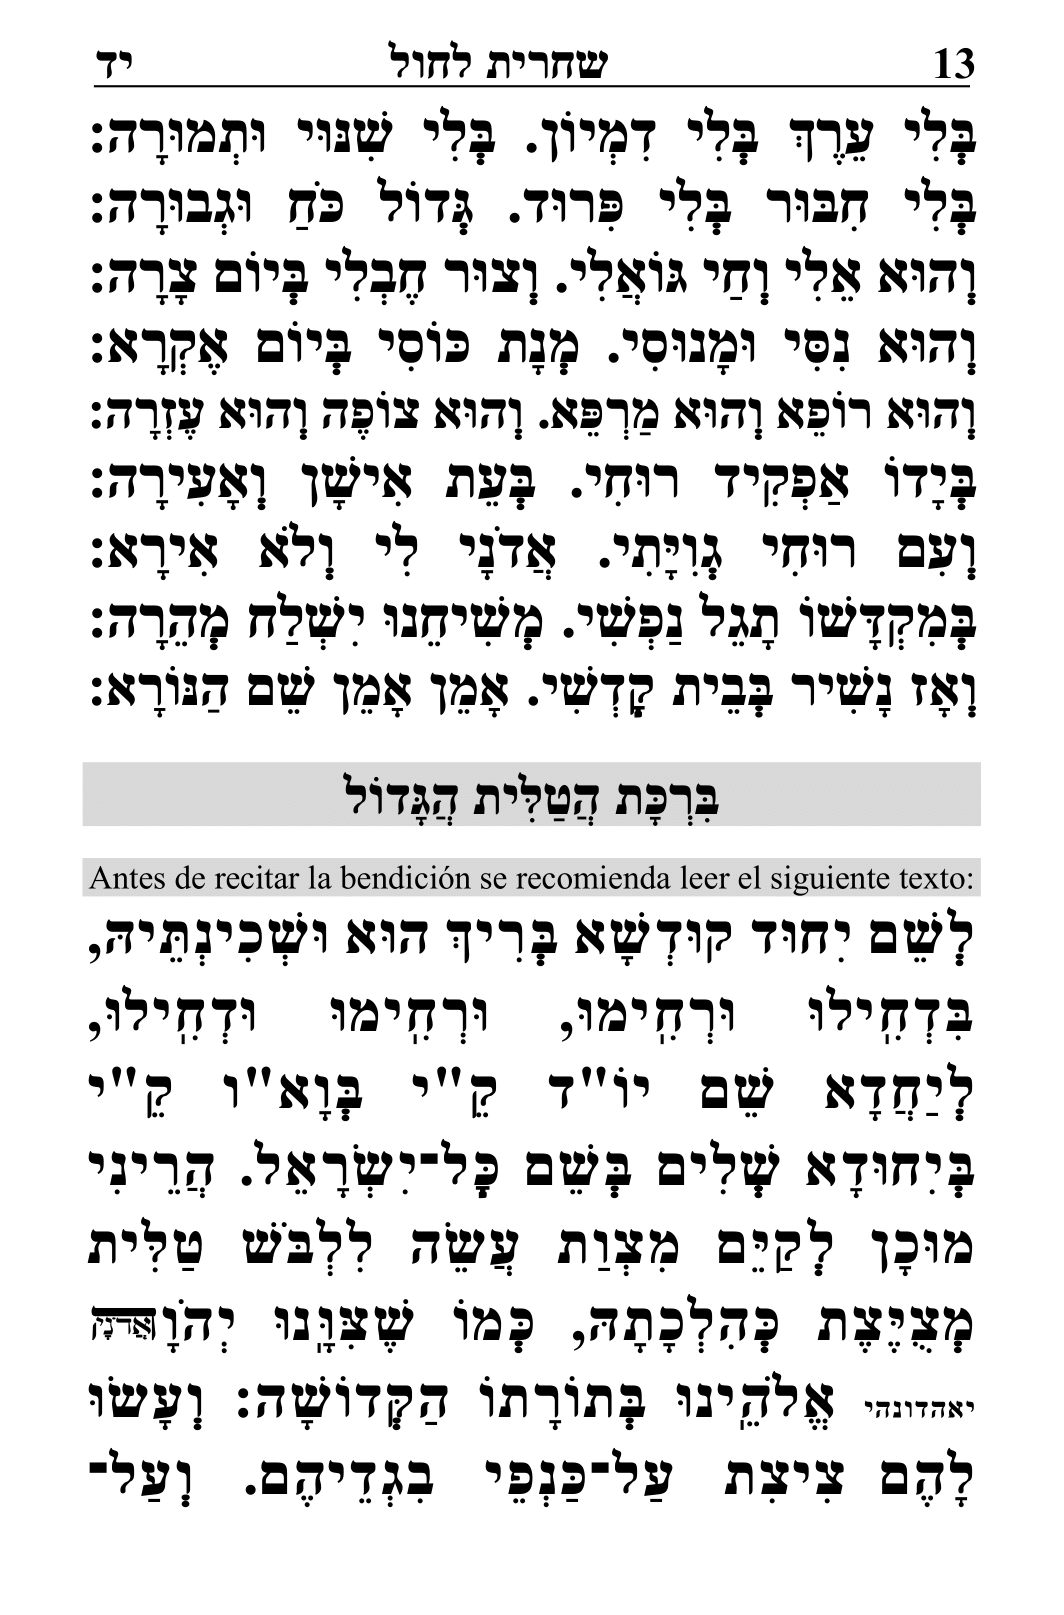 13 שחרית לחול יד
בְּלִי עֵרֶךְ בְּלִי דִמְיוֹן. בְּלִי שִׁנּוּי וּתְמוּרָה:
בְּלִי חִבּוּר בְּלִי פִּרוּד. גְּדוֹל כֹּחַ וּגְבוּרָה:
וְהוּא אֵלִי וְחַי גּוֹאֲלִי. וְצוּר חֶבְלִי בְּיוֹם צָרָה:
וְהוּא נִסִּי וּמָנוּסִי. מְנָת כּוֹסִי בְּיוֹם אֶקְרָא:
וְהוּא רוֹפֵא וְהוּא מַרְפֵּא. וְהוּא צוֹפֶה וְהוּא עֶזְרָה:
בְּיָדוֹ אַפְקִיד רוּחִי. בְּעֵת אִישָׁן וְאָעִירָה:
וְעִם רוּחִי גְוִיָּתִי. אֲדֹנָי לִי וְלֹא אִירָא:
בְּמִקְדָּשׁוֹ תָגֵל נַפְשִׁי. מְשִׁיחֵנוּ יִשְׁלַח מְהֵרָה:
וְאָז נָשִׁיר בְּבֵית קָדְשִׁי. אָמֵן אָמֵן שֵׁם הַנּוֹרָא:
בִּרְכָּת הֲטַלִּית הֲגָּדוֹל
Antes de recitar la bendición se recomienda leer el siguiente texto:
לְשֵׁם יִחוּד קוּדְשָׁא בְּרִיךְ הוּא וּשְׁכִינְתֵּיהּ,
בִּדְחִֽילוּ וּרְחִֽימוּ, וּרְחִֽימוּ וּדְחִֽילוּ,
לְיַחֲדָא שֵׁם יוֹ"ד קֵ"י בְּוָא"ו קֵ"י
בְּיִחוּדָא שְׁלִים בְּשֵׁם כָּל־יִשְׂרָאֵל. הֲרֵינִי
מוּכָן לְקַיֵּם מִצְוַת עֲשֵׂה לִלְבֹּשׁ טַלִּית
מְצֻיֶּצֶת כְּהִלְכָתָהּ, כְּמוֹ שֶׁצִּוָּֽנוּ יְהֹוָה אֲדֹנָי
יאהדונהי אֱלֹהֵֽינוּ בְּתוֹרָתוֹ הַקְּדוֹשָׁה: וְעָשׂוּ
לָהֶם צִיצִת עַל־כַּנְפֵי בִגְדֵיהֶם. וְעַל־